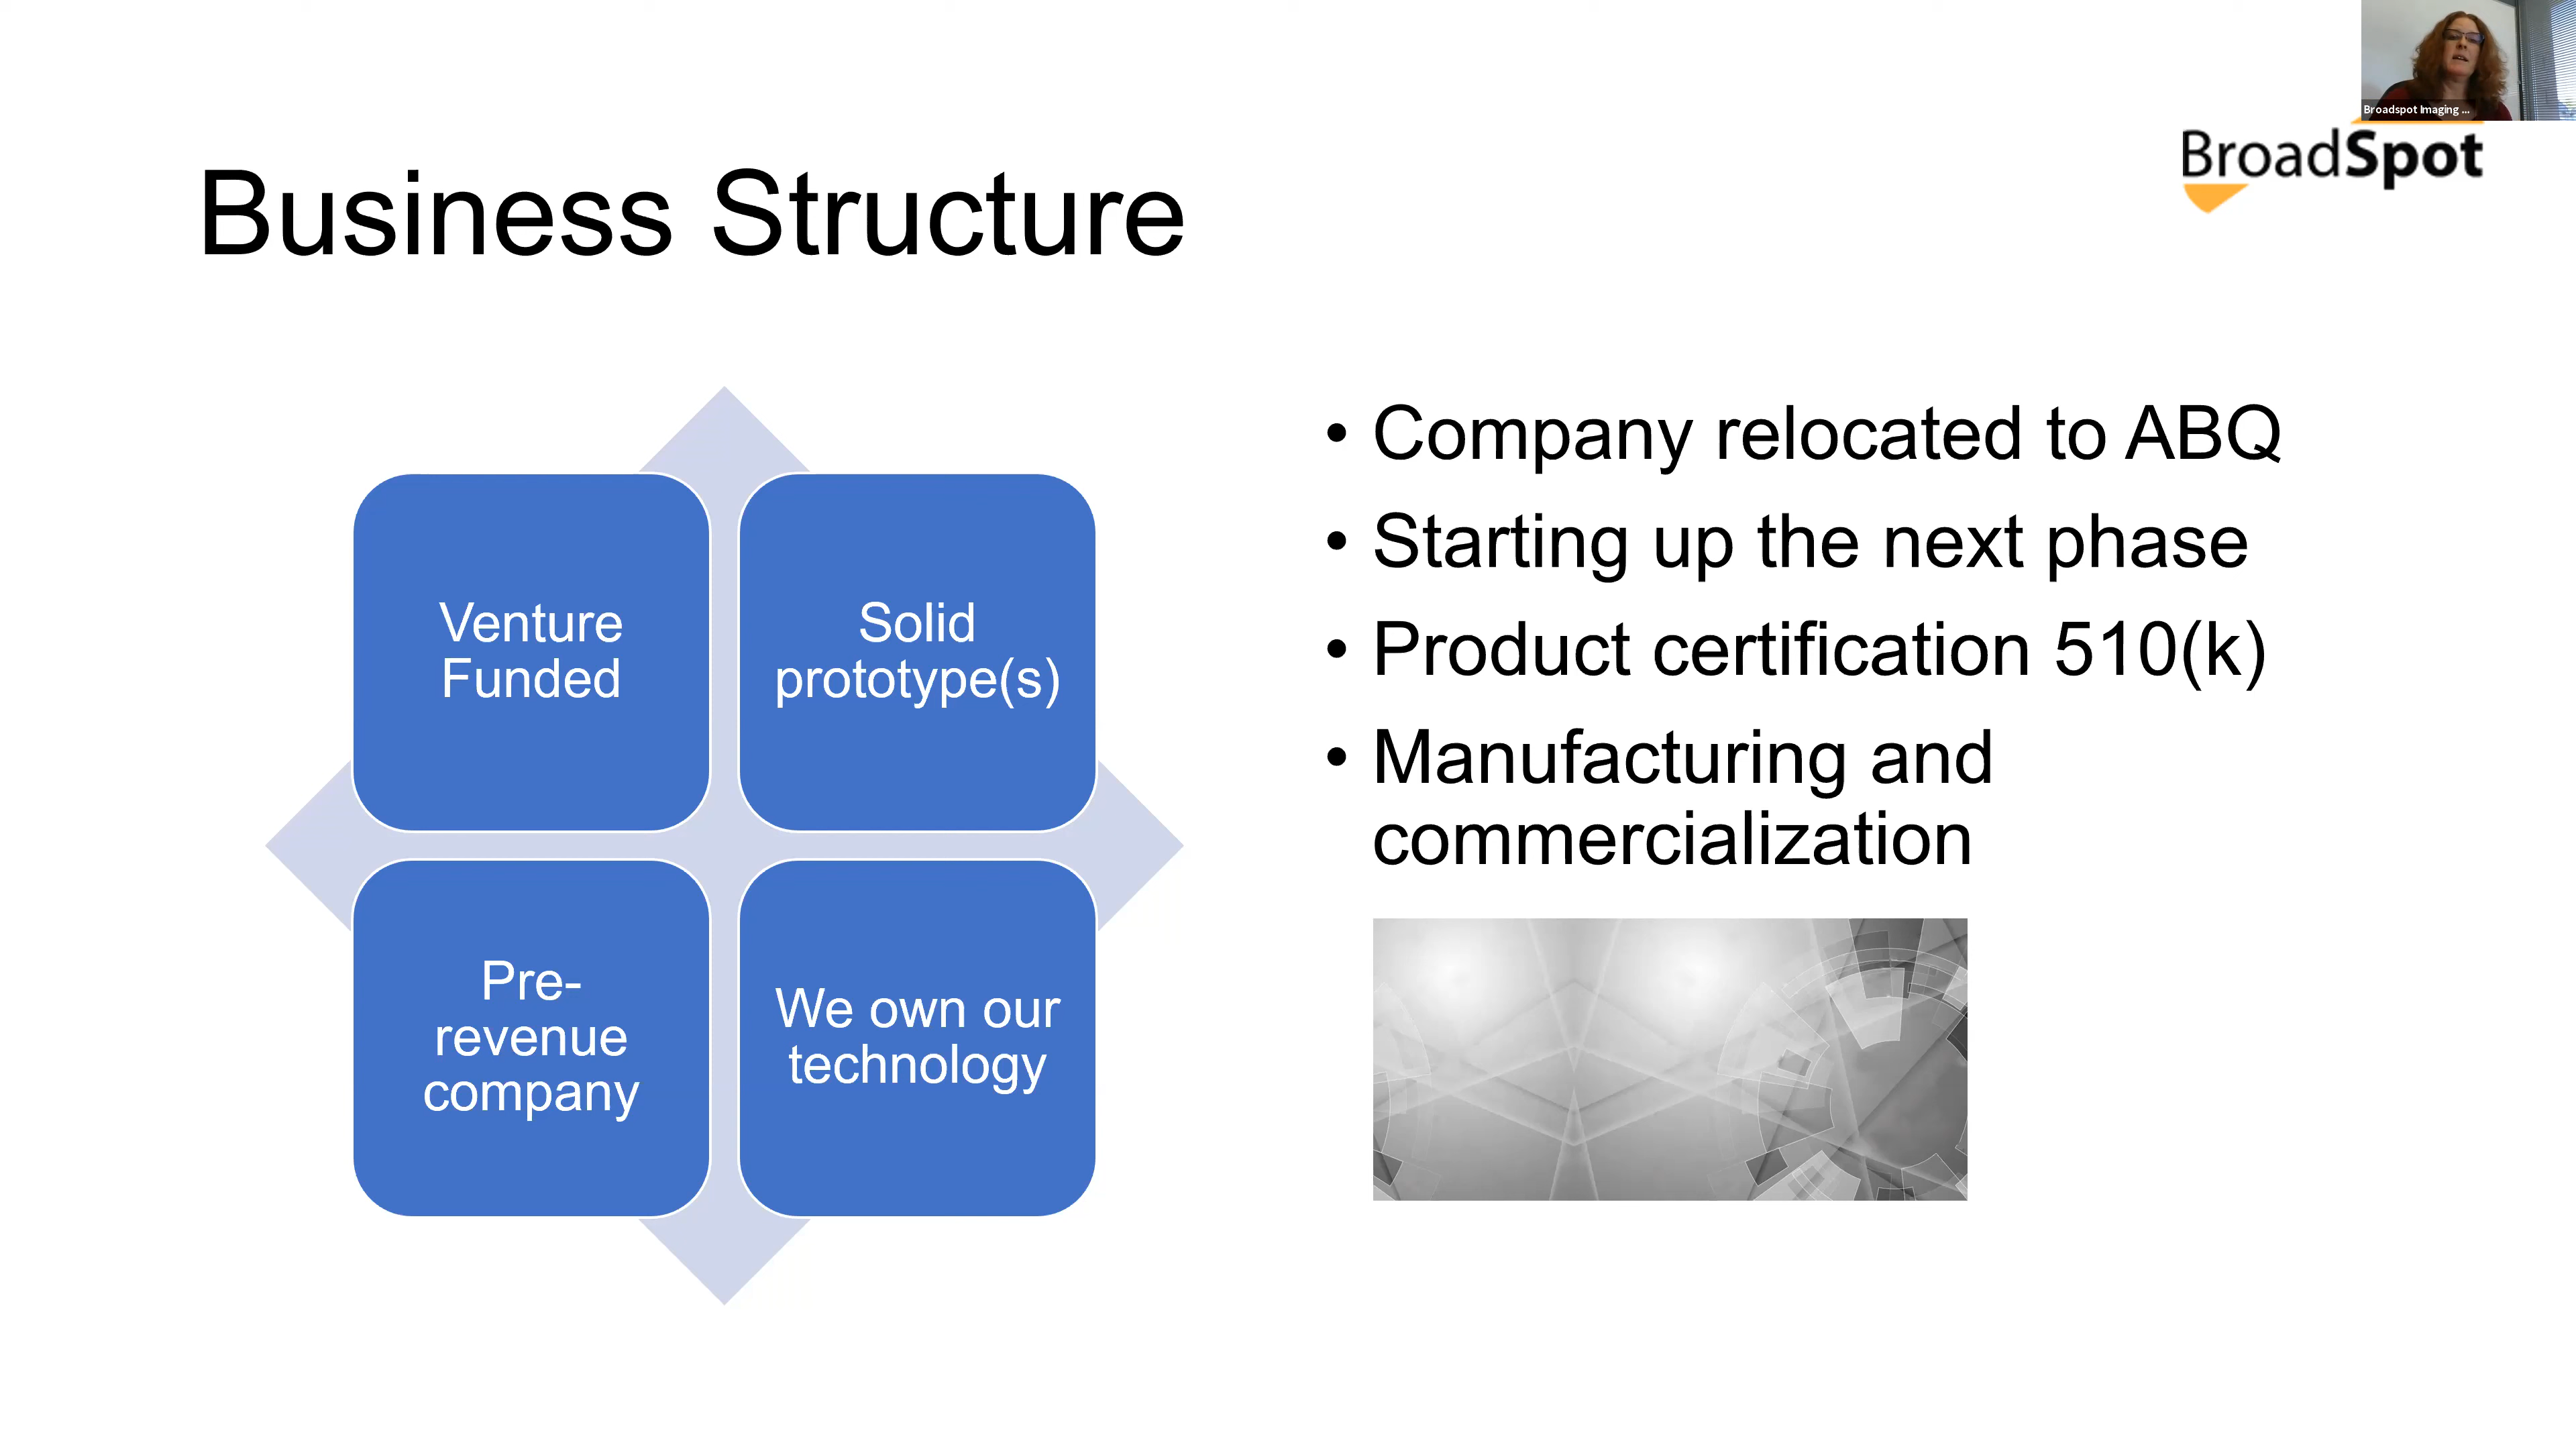 Broadspot Imaging ...
BroadSpot
Business Structure
Venture
Funded
Solid
prototype(s)
Pre-
revenue
company
We own our
technology
• Company relocated to ABQ
• Starting up the next phase
• Product certification 510(k)
• Manufacturing and
commercialization